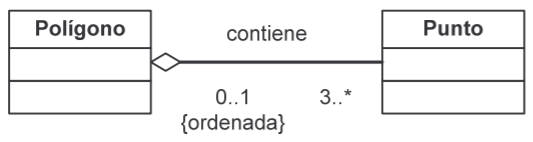 Polígono
contiene
Punto
0..1
3..*
{ordenada}